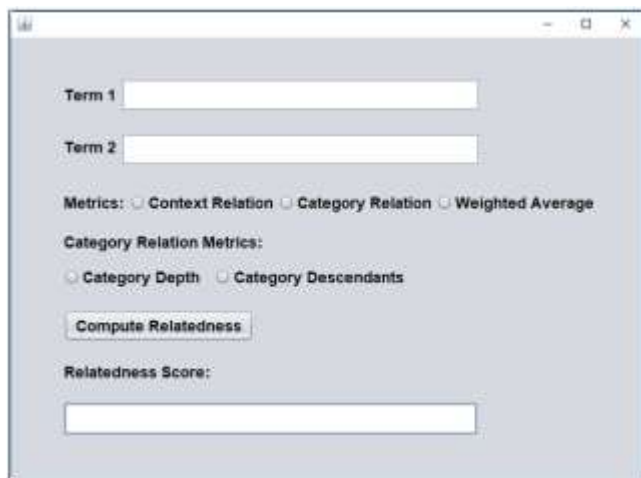 Term 1
Term 2
Metrics: Context Relation Category Relation Weighted Average
Category Relation Metrics:
Category Depth Category Descendants
Compute Relatedness
Relatedness Score: